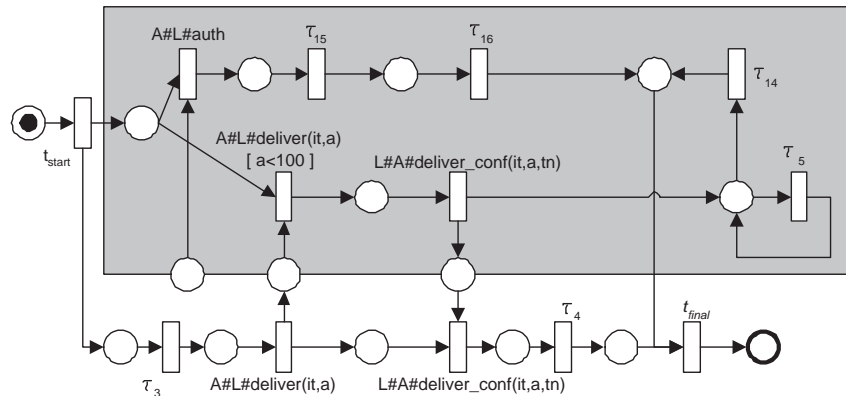 A#L#auth
τ15
τ16
τ14
A#L#deliver(it,a)
[ a<100 ]
L#A#deliver_conf(it,a,tn)
τ5
tstart
τ4
tfinal
τ3
A#L#deliver(it,a)
L#A#deliver_conf(it,a,tn)